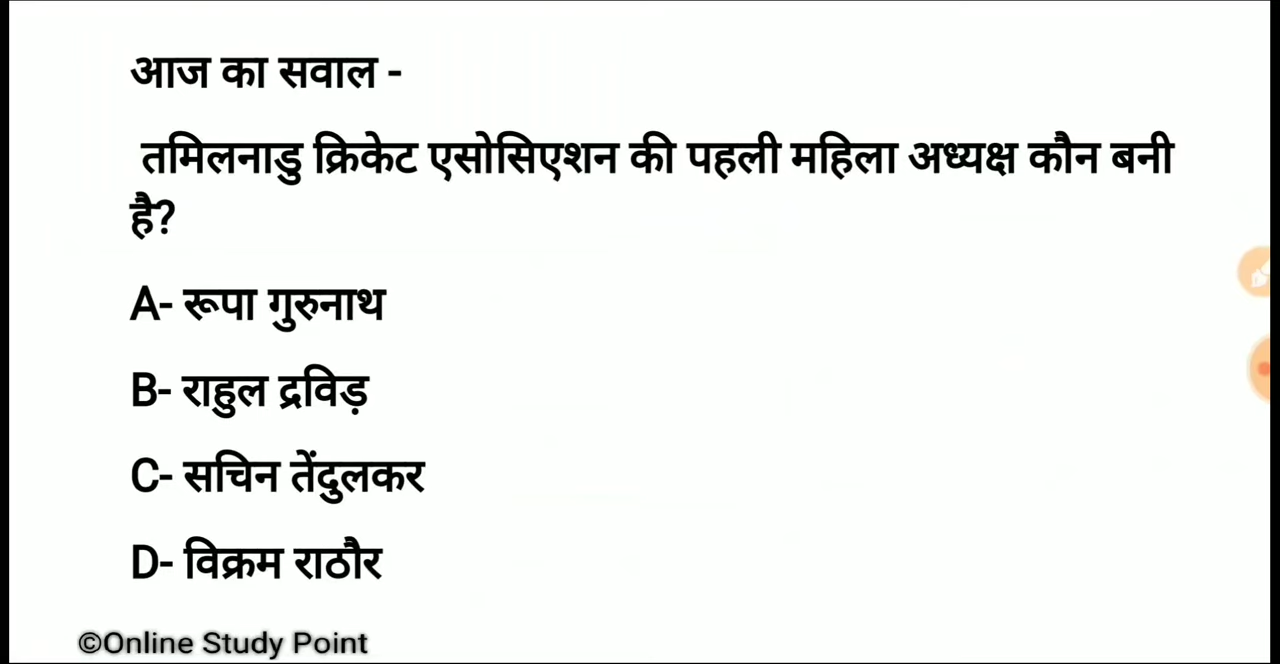 आज का सवाल -
तमिलनाडु क्रिकेट एसोसिएशन की पहली महिला अध्यक्ष कौन बनी
है?
A- रूपा गुरुनाथ
B- राहुल द्रविड़
C- सचिन तेंदुलकर
D- विक्रम राठौर
©Online Study Point